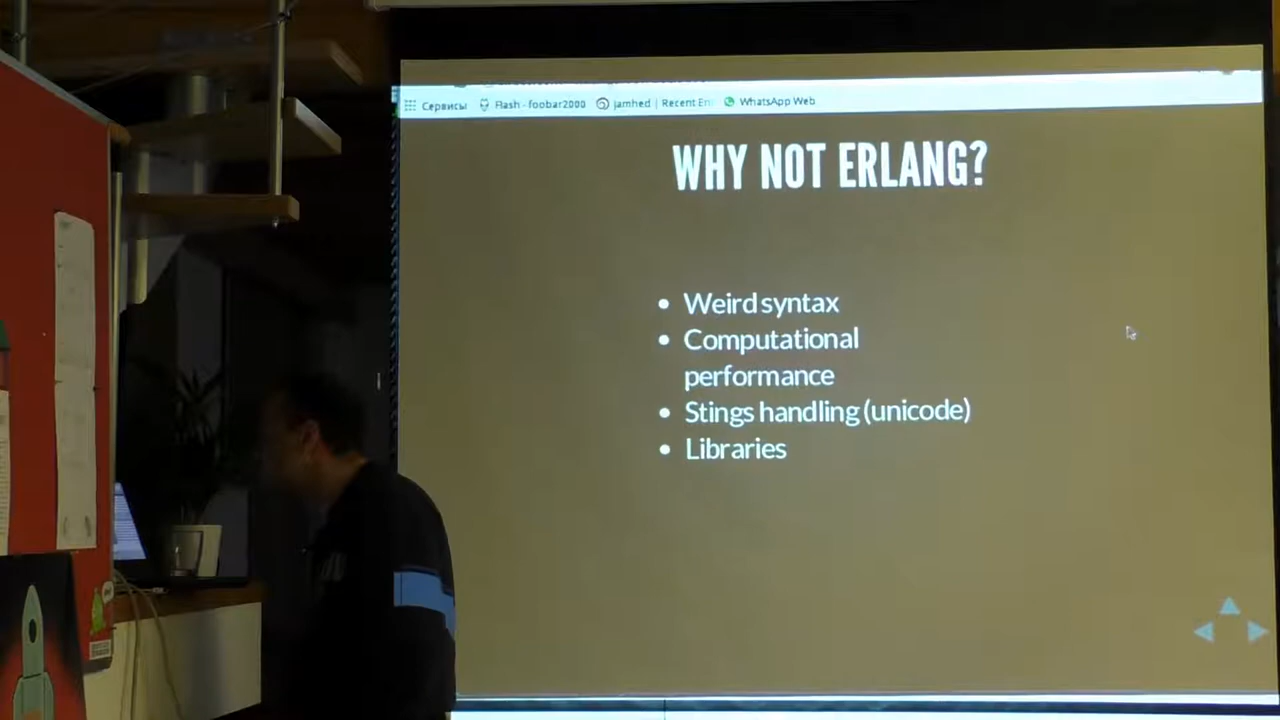 Сервисы Flash - foobar2000 jamhed | Recent En WhatsApp Web
WHY NOT ERLANG?
Weird syntax
Computational
performance
Stings handling (unicode)
Libraries